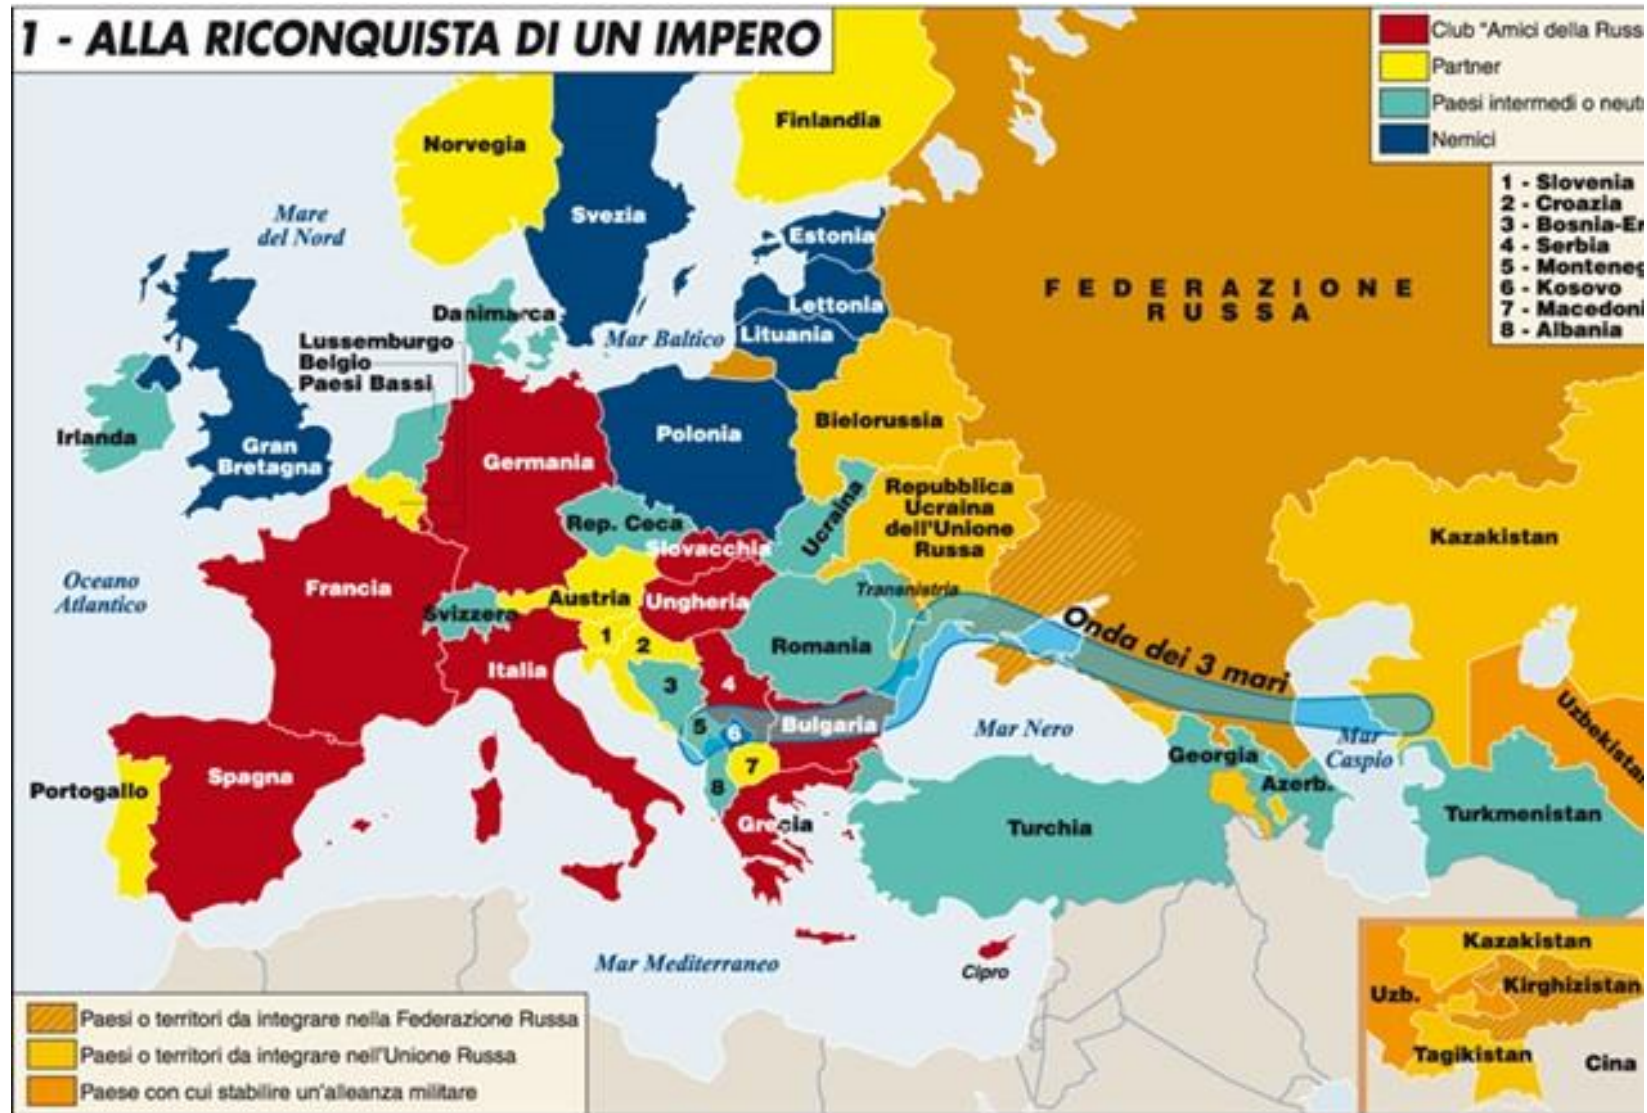 1 - ALLA RICONQUISTA DI UN IMPERO
Club "Amici della Russ
Partner
Paesi intermedi o neut
Nemici
1 - Slovenia
2 - Croazia
3 - Bosnia-Er
4 - Serbia
5 - Monteneg
6 - Kosovo
7 - Macedoni
8 - Albania
Norvegia
Finlandia
Svezia
Mare
del Nord
Estonia
Lettonia
Lituania
FEDERAZIONE
RUSSA
Danimarca
Mar Baltico
Lussemburgo
Belgio
Paesi Bassi
Irlanda
Gran
Bretagna
Germania
Polonia
Bielorussia
Rep. Ceca
Slovacchia
Ucraina
Repubblica
Ucraina
dell'Unione
Russa
Kazakistan
Oceano
Atlantico
Francia
Svizzera
Austria
Ungheria
Transnistria
Romania
Italia
1
2
3
4
5
6
7
8
Bulgaria
Onda dei 3 mari
Mar Nero
Mar
Caspio
Georgia
Azerb.
Uzbekistan
Turkmenistan
Portogallo
Spagna
Grecia
Turchia
Mar Mediterraneo
Cipro
Kazakistan
Uzb.
Kirghizistan
Tagikistan
Cina
Paesi o territori da integrare nella Federazione Russa
Paesi o territori da integrare nell'Unione Russa
Paese con cui stabilire un'alleanza militare